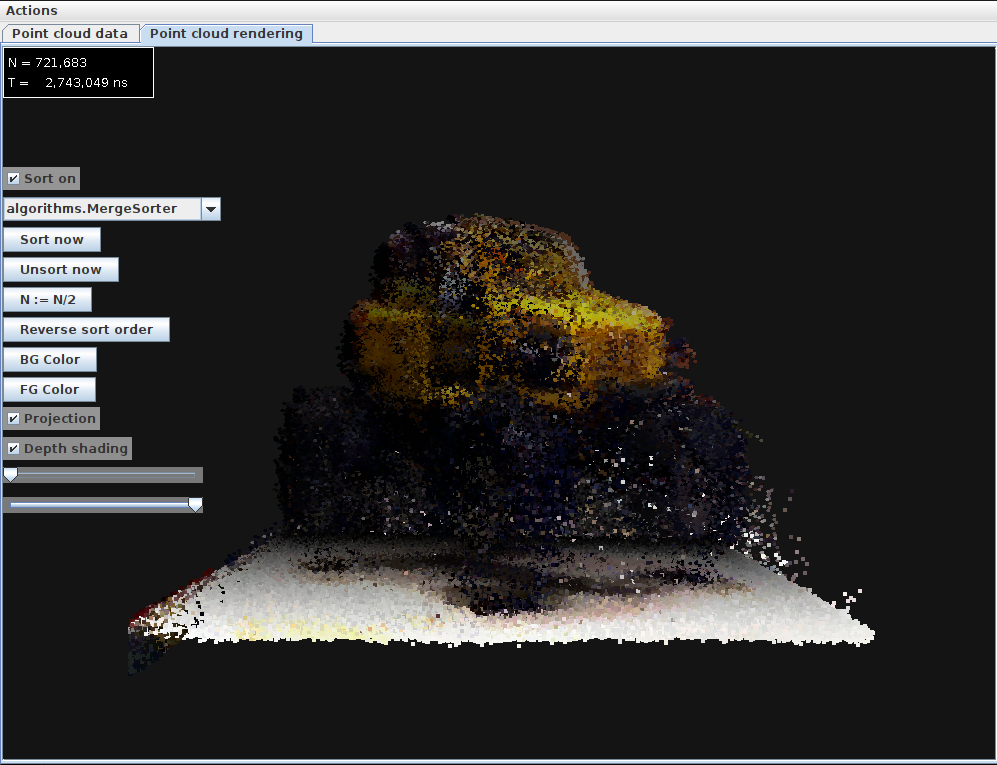 Actions
Point cloud data
Point cloud rendering
N = 721,683
T = 2,743,049 ns
Sort on
algorithms.MergeSorter
Sort now
Unsort now
N := N/2
Reverse sort order
BG Color
FG Color
Projection
Depth shading